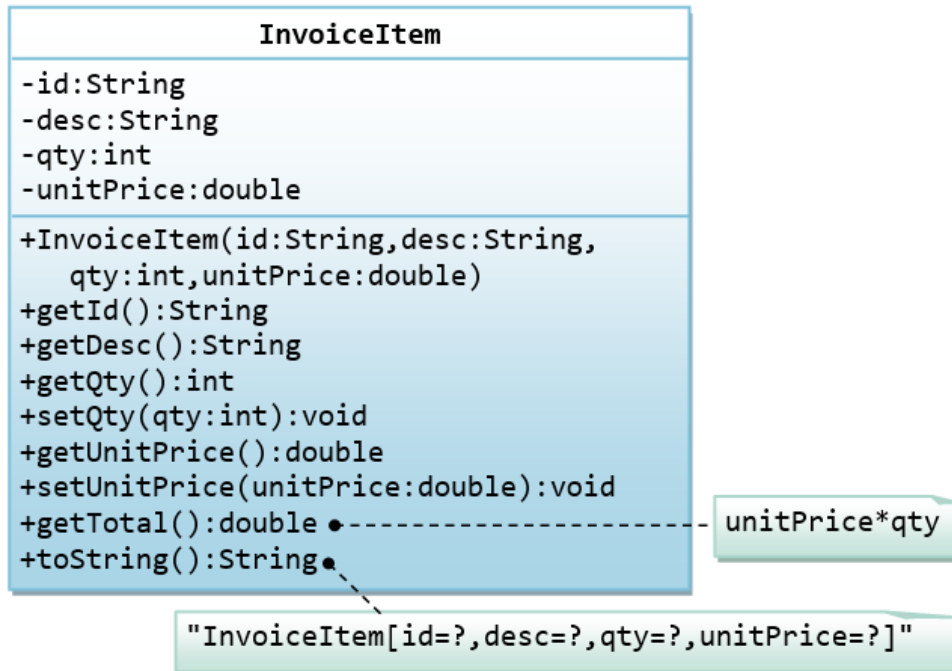 InvoiceItem
-id:String
-desc:String
-qty:int
-unitPrice:double
+InvoiceItem(id:String,desc:String,
qty:int,unitPrice:double)
+getId():String
+getDesc():String
+getQty():int
+setQty(qty:int):void
+getUnitPrice():double
+setUnitPrice(unitPrice:double):void
+getTotal():double
unitPrice*qty
+toString():String
"InvoiceItem[id=?,desc=?,qty=?,unitPrice=?]"